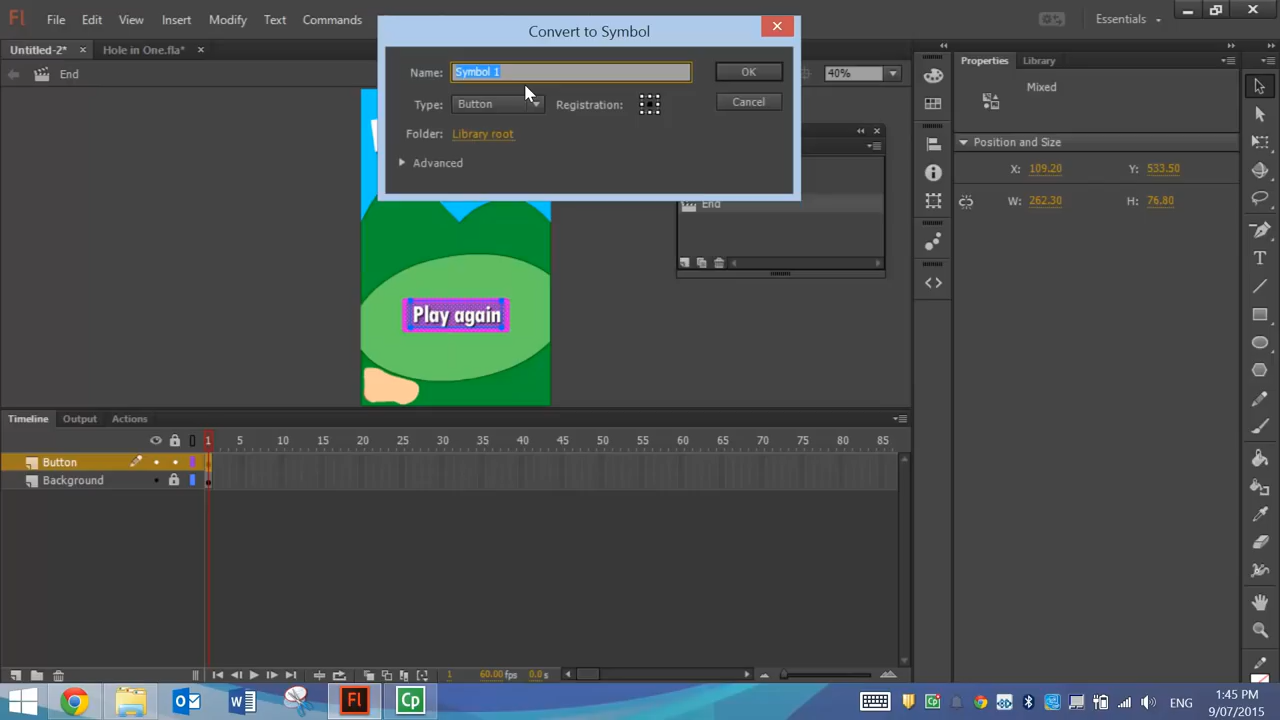 Fl File Edit View Insert Modify Text Commands
Convert to Symbol
Essentials
Untitled-2* Hole in One.fla*
End
Name: Symbol 1 OK
Type: Button Registration: Cancel
Folder: Library root
Advanced
40%
Properties Library
Mixed
Position and Size
X: 109.20 Y: 533.50
W: 262.30 H: 76.80
End
Play again
Timeline Output Actions
1 5 10 15 20 25 30 35 40 45 50 55 60 65 70 75 80 85
Button
Background
1 60.00 fps 0.0 s
Fl Cp
ENG
1:45 PM
9/07/2015